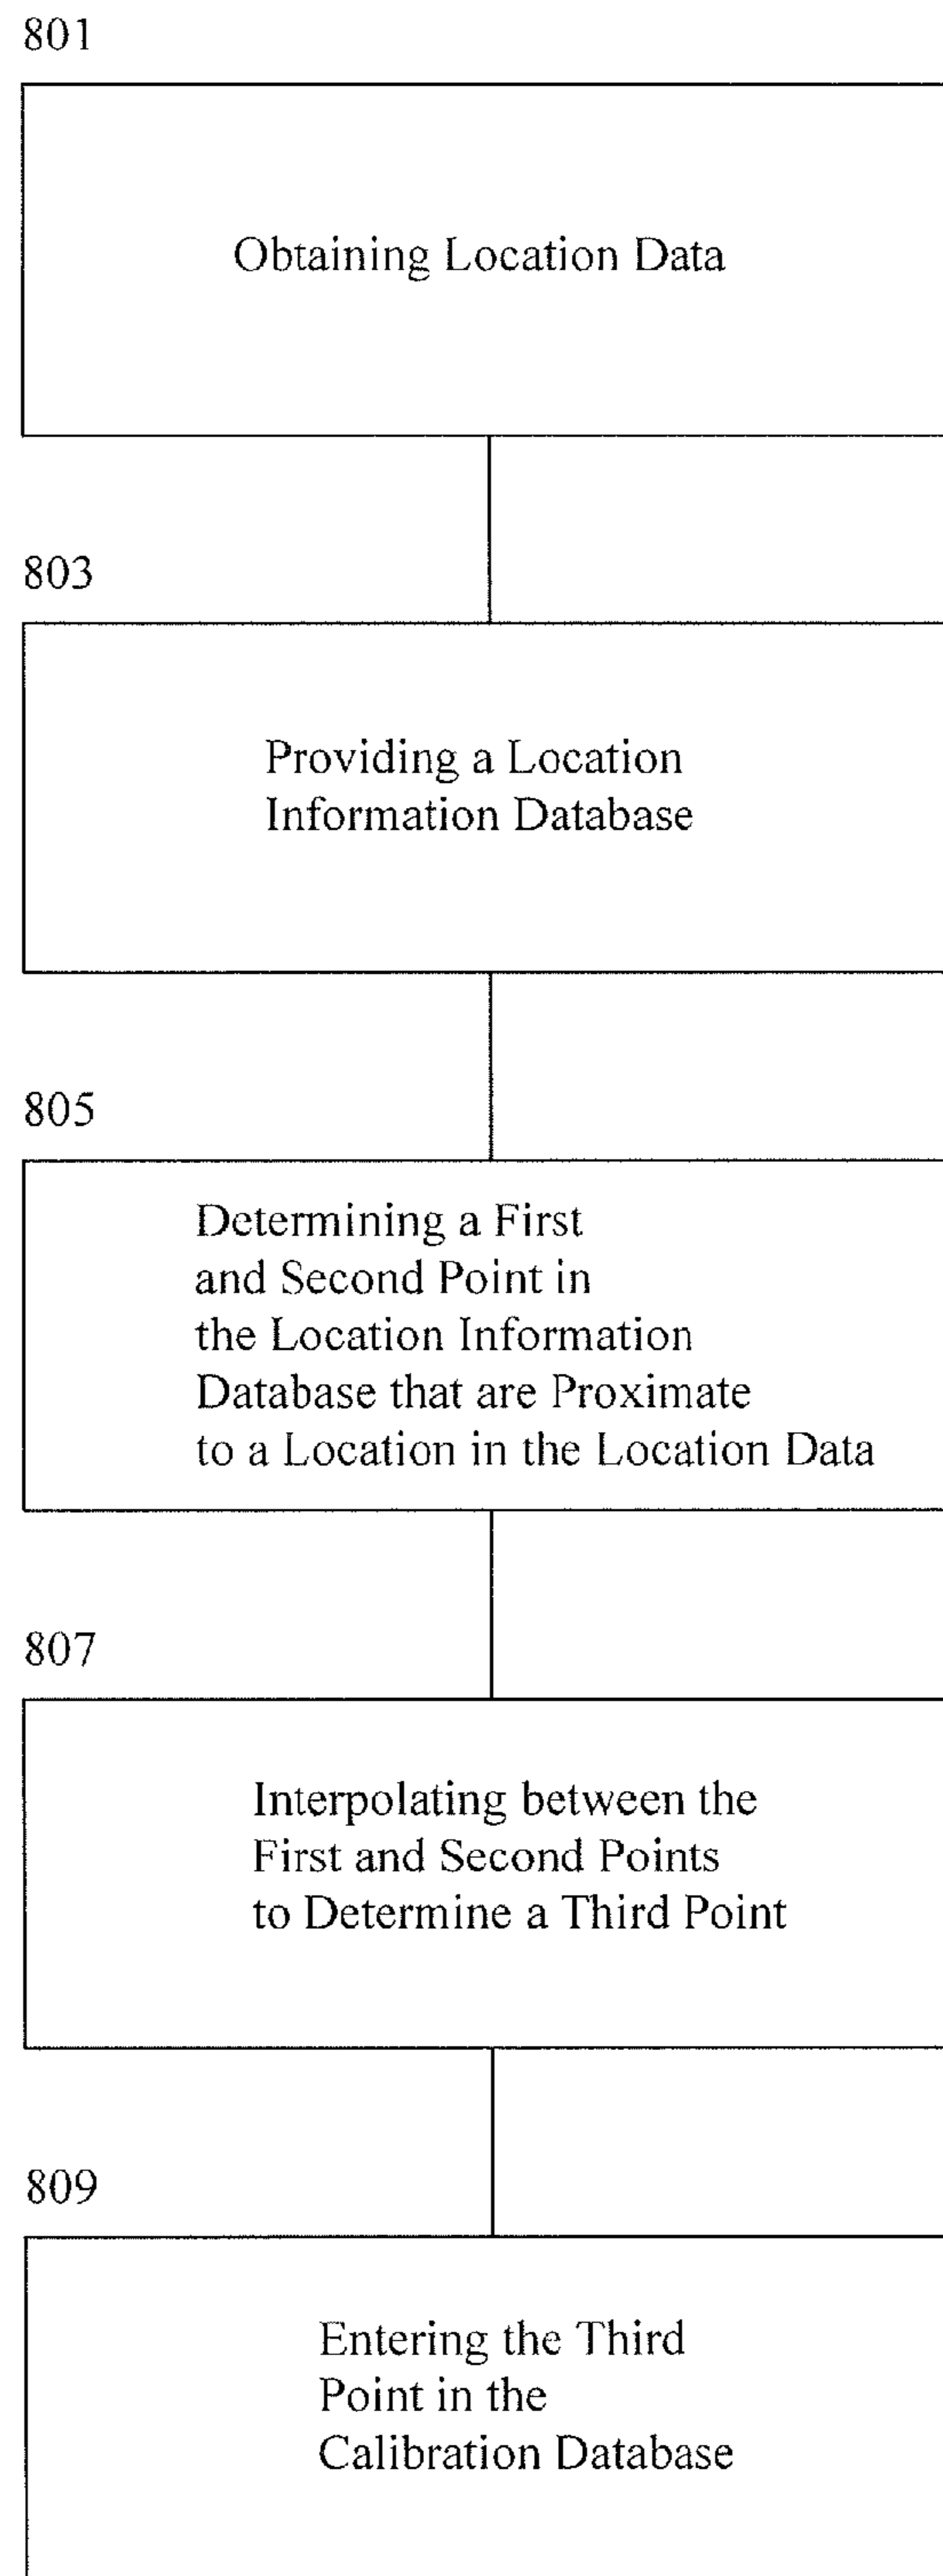 801
Obtaining Location Data
803
Providing a Location
Information Database
805
Determining a First
and Second Point in
the Location Information
Database that are Proximate
to a Location in the Location Data
807
Interpolating between the
First and Second Points
to Determine a Third Point
809
Entering the Third
Point in the
Calibration Database